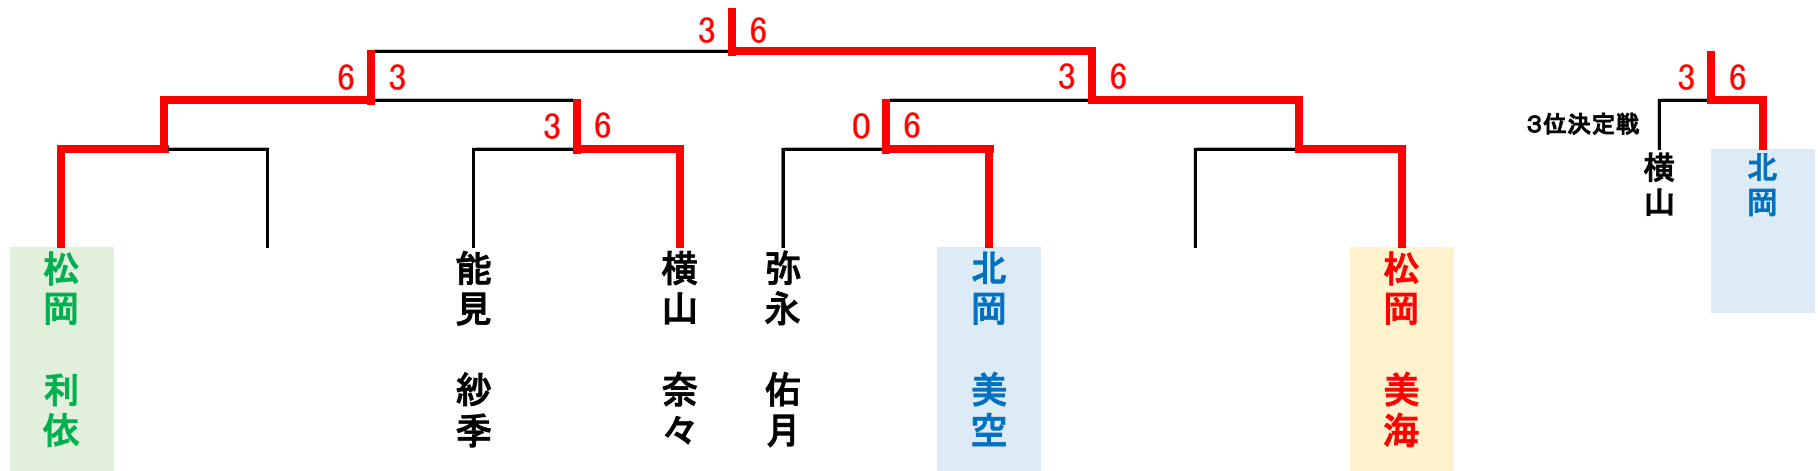 3 6
6 3
3 6
3 6
3 6
0 6
3位決定戦
横山
北岡
松岡 利依
能見 紗季
横山 奈々
弥永 佑月
北岡 美空
松岡 美海